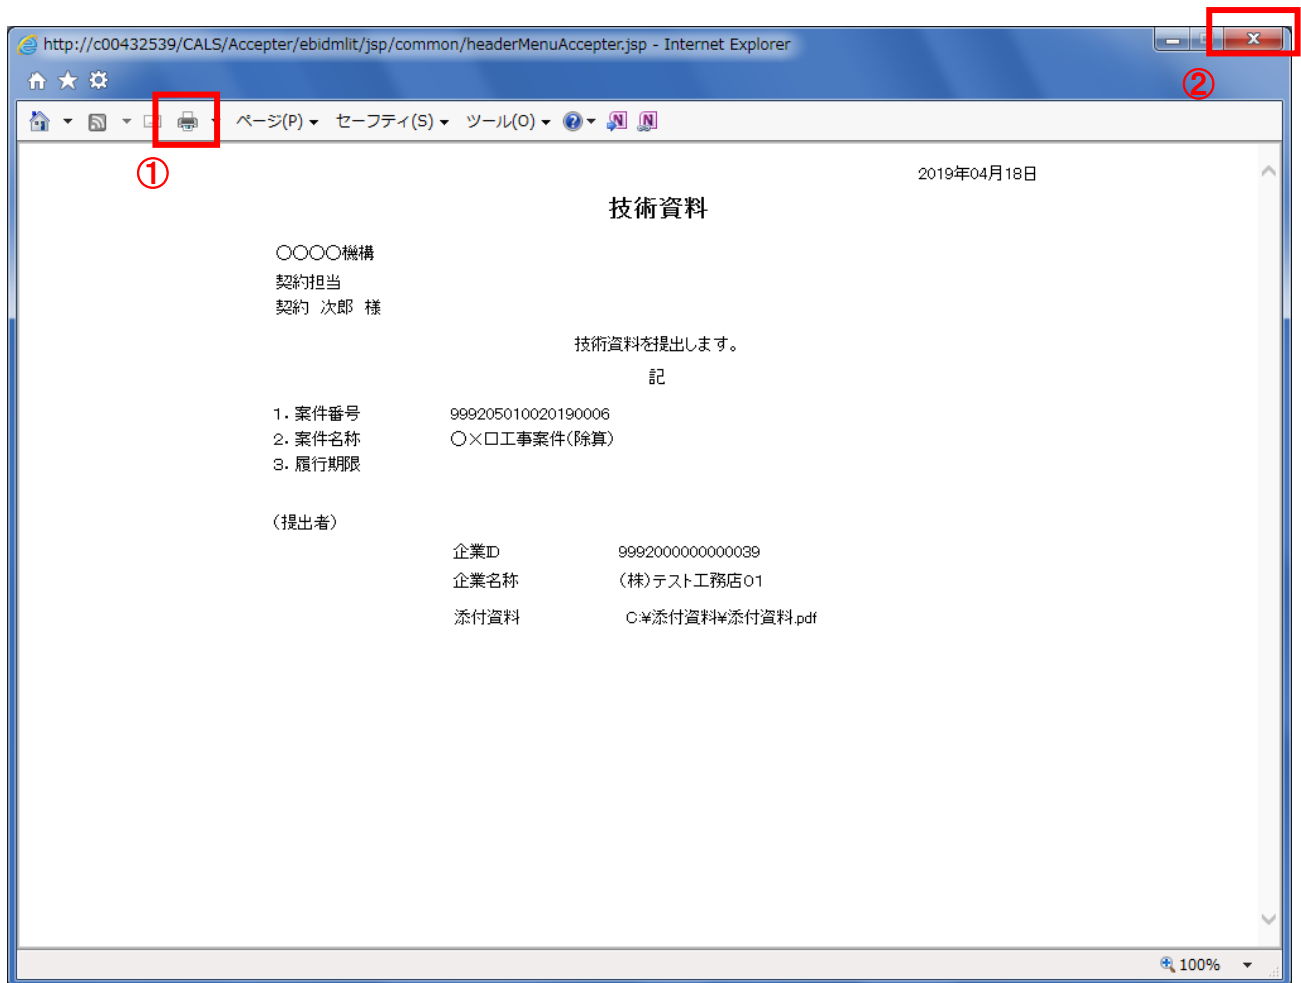 http://c00432539/CALS/Accepter/ebidmlit/jsp/common/headerMenuAccepter.jsp - Internet Explorer
②
ページ(P) セーフティ(S) ツール(O)
①
2019年04月18日
技術資料
〇〇〇〇機構
契約担当
契約 次郎 様
技術資料を提出します。
記
1. 案件番号 999205010020190006
2. 案件名称 〇×口工事案件(除算)
3. 履行期限
(提出者)
企業ID 9992000000000039
企業名称 (株)テスト工務店01
添付資料 C:¥添付資料¥添付資料.pdf
100%